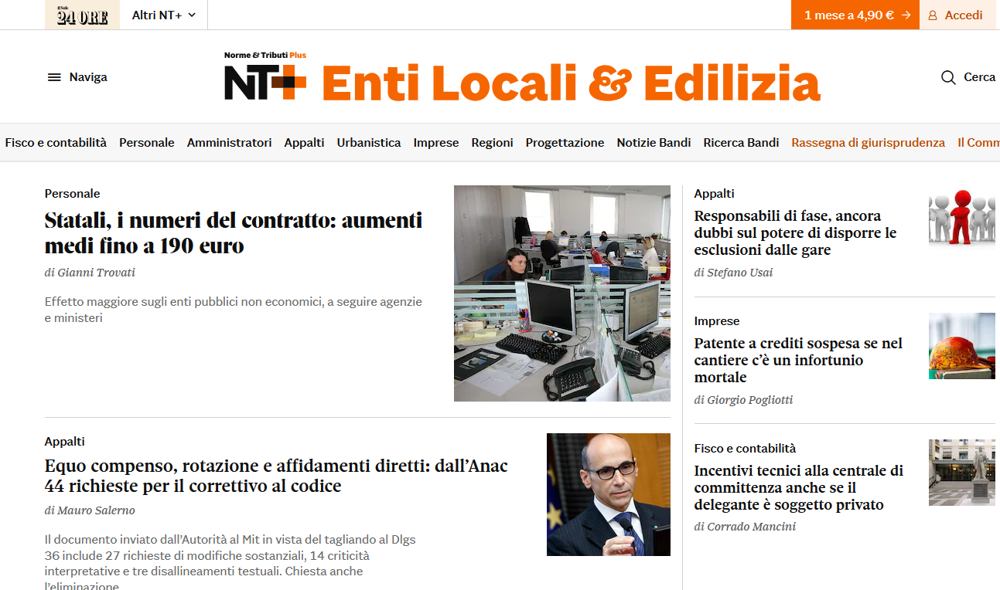 il Sole
24 ORE
Altri NT+
1 mese a 4,90 € →
Accedi
Naviga
Norme & Tributi Plus
NT+ Enti Locali & Edilizia
Cerca
Fisco e contabilità Personale Amministratori Appalti Urbanistica Imprese Regioni Progettazione Notizie Bandi Ricerca Bandi Rassegna di giurisprudenza Il Comm
Personale
Statali, i numeri del contratto: aumenti
medi fino a 190 euro
di Gianni Trovati
Effetto maggiore sugli enti pubblici non economici, a seguire agenzie
e ministeri
Appalti
Equo compenso, rotazione e affidamenti diretti: dall'Anac
44 richieste per il correttivo al codice
di Mauro Salerno
Il documento inviato dall'Autorità al Mit in vista del tagliando al Dlgs
36 include 27 richieste di modifiche sostanziali, 14 criticità
interpretative e tre disallineamenti testuali. Chiesta anche
l'eliminazione
Appalti
Responsabili di fase, ancora
dubbi sul potere di disporre le
esclusioni dalle gare
di Stefano Usai
Imprese
Patente a crediti sospesa se nel
cantiere c'è un infortunio
mortale
di Giorgio Pogliotti
Fisco e contabilità
Incentivi tecnici alla centrale di
committenza anche se il
delegante è soggetto privato
di Corrado Mancini